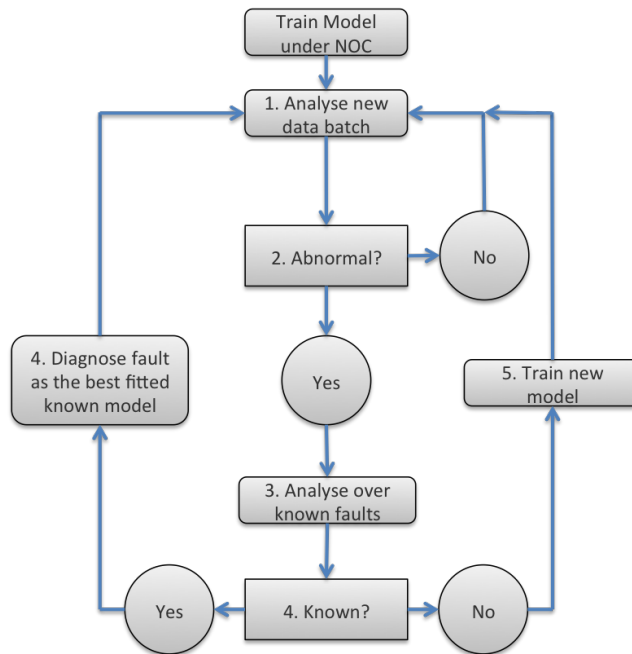 Train Model
under NOC
1. Analyse new
data batch
2. Abnormal?
No
Yes
4. Diagnose fault
as the best fitted
known model
5. Train new
model
3. Analyse over
known faults
Yes
4. Known?
No